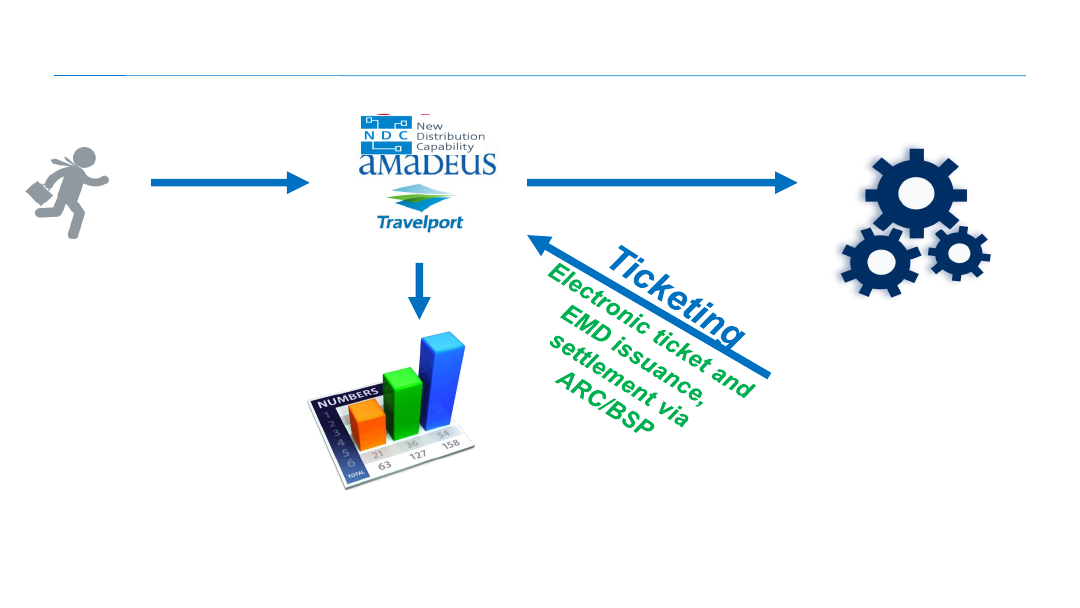 NDC
New
Distribution
Capability
amadeus
Travelport
Ticketing
Electronic ticket and
EMD issuance,
settlement via
ARC/BSP
NUMBERS
1
2
3
4
5 21 36 54
6 63 127 158
TOTAL